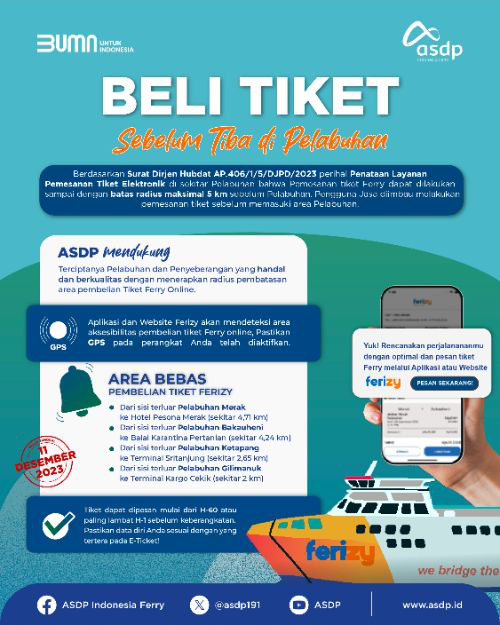 BUMN UNTUK INDONESIA
asdp
BELI TIKET
Sebelum Tiba di Pelabuhan
Berdasarkan Surat Dirjen Hubdat AP.406/1/5/DJPD/2023 perihal Penataan Layanan
Pemesanan Tiket Elektronik di sekitar Pelabuhan bahwa Pemesanan tiket Ferry dapat dilakukan
sampai dengan batas radius maksimal 5 km sebelum Pelabuhan. Pengguna Jasa diimbau melakukan
pemesanan tiket sebelum memasuki area Pelabuhan.
ASDP mendukung
Terciptanya Pelabuhan dan Penyeberangan yang handal
dan berkualitas dengan menerapkan radius pembatasan
area pembelian Tiket Ferry Online.
GPS
Aplikasi dan Website Ferizy akan mendeteksi area
aksesibilitas pembelian tiket Ferry online, Pastikan
GPS pada perangkat Anda telah diaktifkan.
ferizy
Yuk! Rencanakan perjalananmu
dengan optimal dan pesan tiket
Ferry melalui Aplikasi atau Website
ferizy PESAN SEKARANG!
AREA BEBAS
PEMBELIAN TIKET FERIZY
Dari sisi terluar Pelabuhan Merak
ke Hotel Pesona Merak (sekitar 4,71 km)
Dari sisi terluar Pelabuhan Bakauheni
ke Balai Karantina Pertanian (sekitar 4,24 km)
Dari sisi terluar Pelabuhan Ketapang
ke Terminal Sritanjung (sekitar 2,65 km)
Dari sisi terluar Pelabuhan Gilimanuk
ke Terminal Kargo Cekik (sekitar 2 km)
11
DESEMBER
2023
Tiket dapat dipesan mulai dari H-60 atau
paling lambat H-1 sebelum keberangkatan.
Pastikan data diri Anda sesuai dengan yang
tertera pada E-Ticket!
ferizy
we bridge the
ASDP Indonesia Ferry
@asdp191
ASDP
www.asdp.id